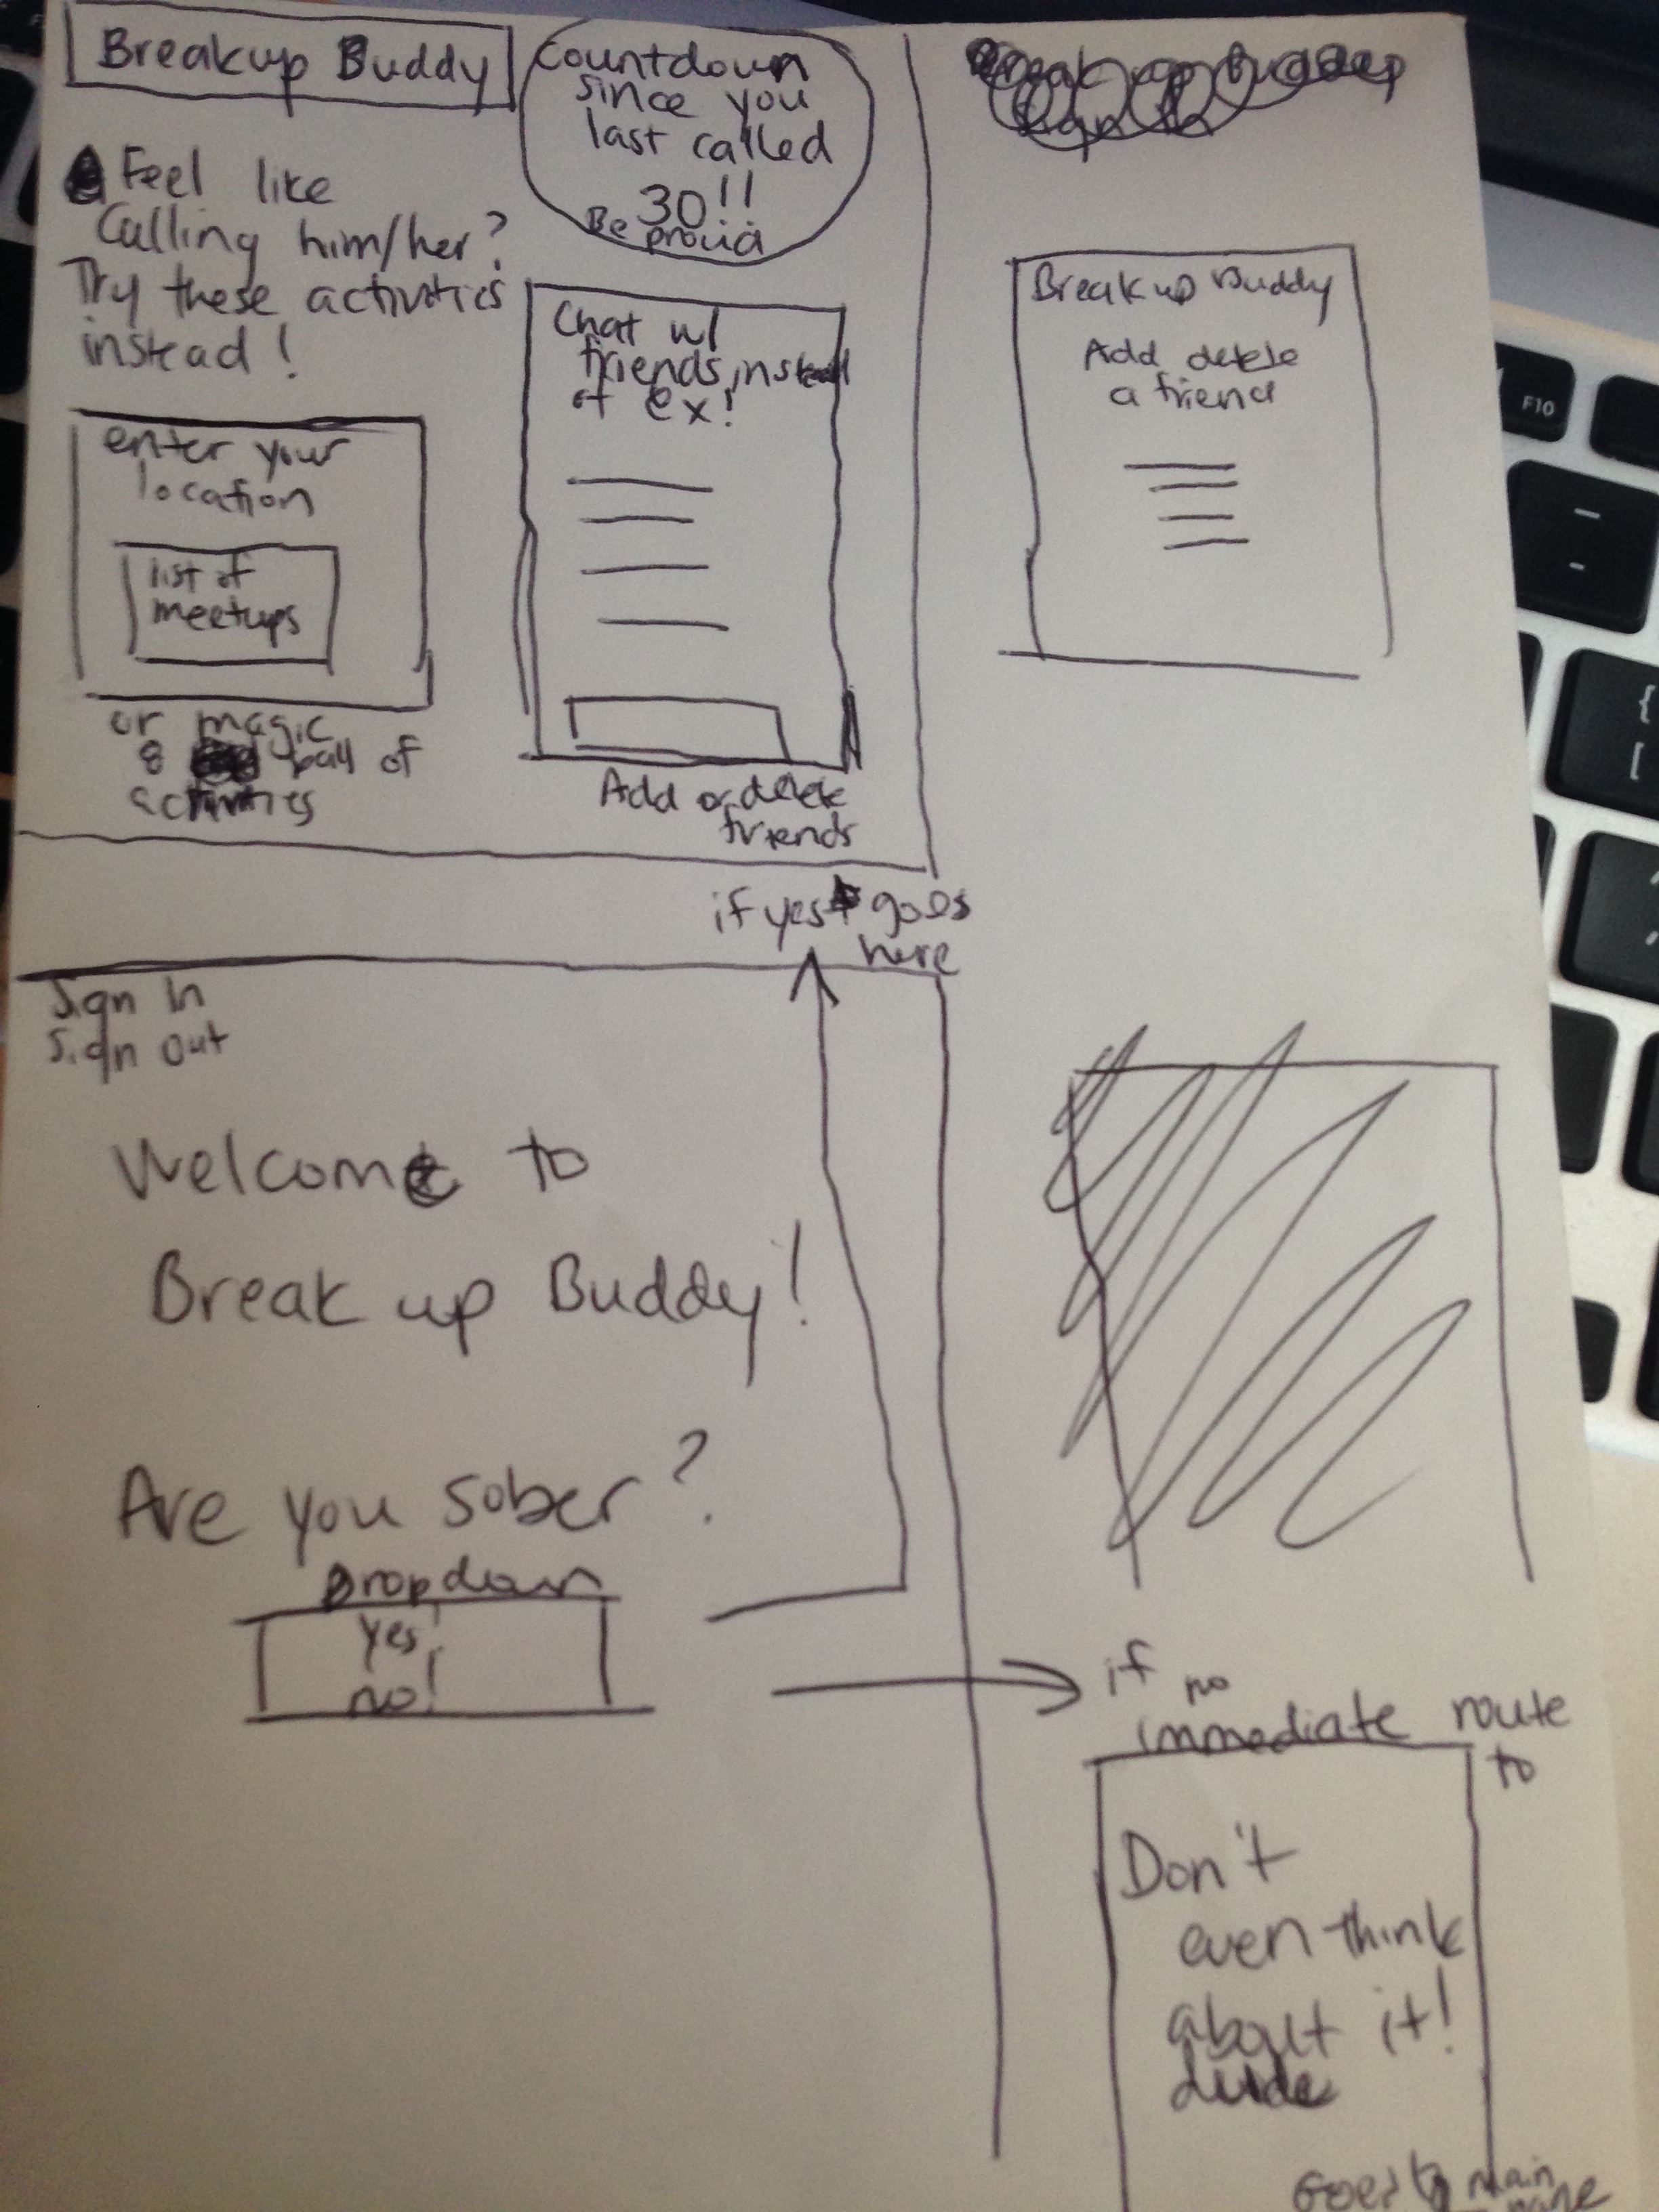 Breakup Buddy
Countdown
since you
last called
30!!
Be proud
Feel like
Calling him/her?
Try these activities
instead!
enter your
location
list of
meetups
or magic
8 ball of
activities
Chat w/
friends instead
of ex!
Add or delete
friends
Breakup Buddy
Add delete
a friend
if yes goes
here
Sign In
Sign Out
Welcome to
Break up Buddy!
Are you sober?
Dropdown
Yes!
no!
if no
immediate route
to
Don't
even think
about it!
dude
Goes to main
page
F10
{
[